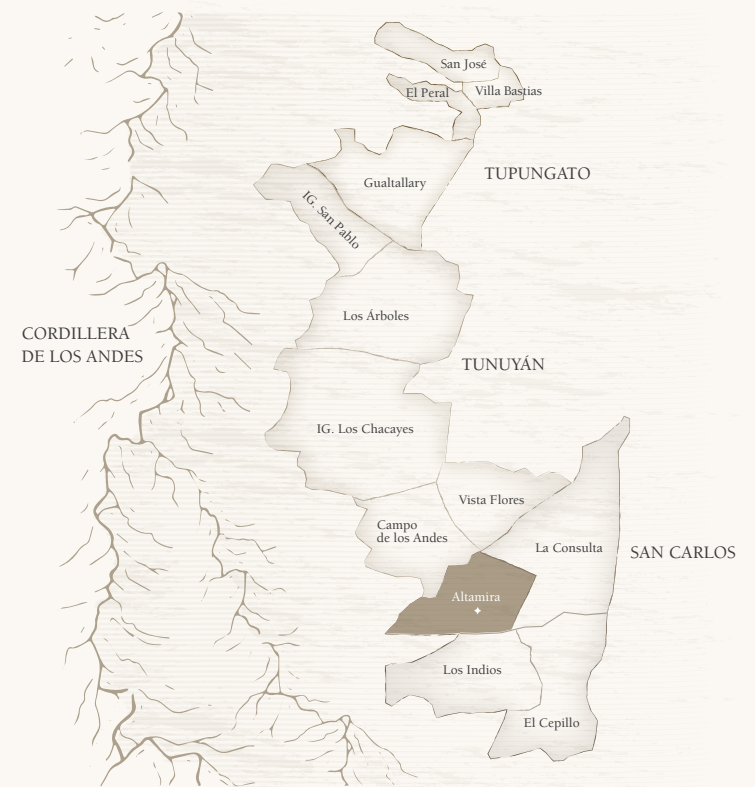 San José
El Peral
Villa Bastias
TUPUNGATO
Gualtallary
IG. San Pablo
Los Árboles
CORDILLERA
DE LOS ANDES
TUNUYÁN
IG. Los Chacayes
Vista Flores
Campo
de los Andes
La Consulta
SAN CARLOS
Altamira
Los Indios
El Cepillo